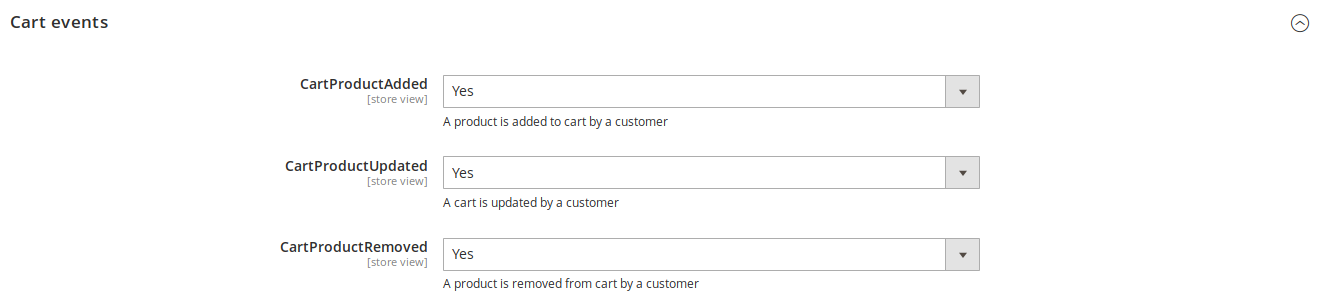 Cart events
CartProductAdded
[store view]
Yes
A product is added to cart by a customer
CartProductUpdated
[store view]
Yes
A cart is updated by a customer
CartProductRemoved
[store view]
Yes
A product is removed from cart by a customer